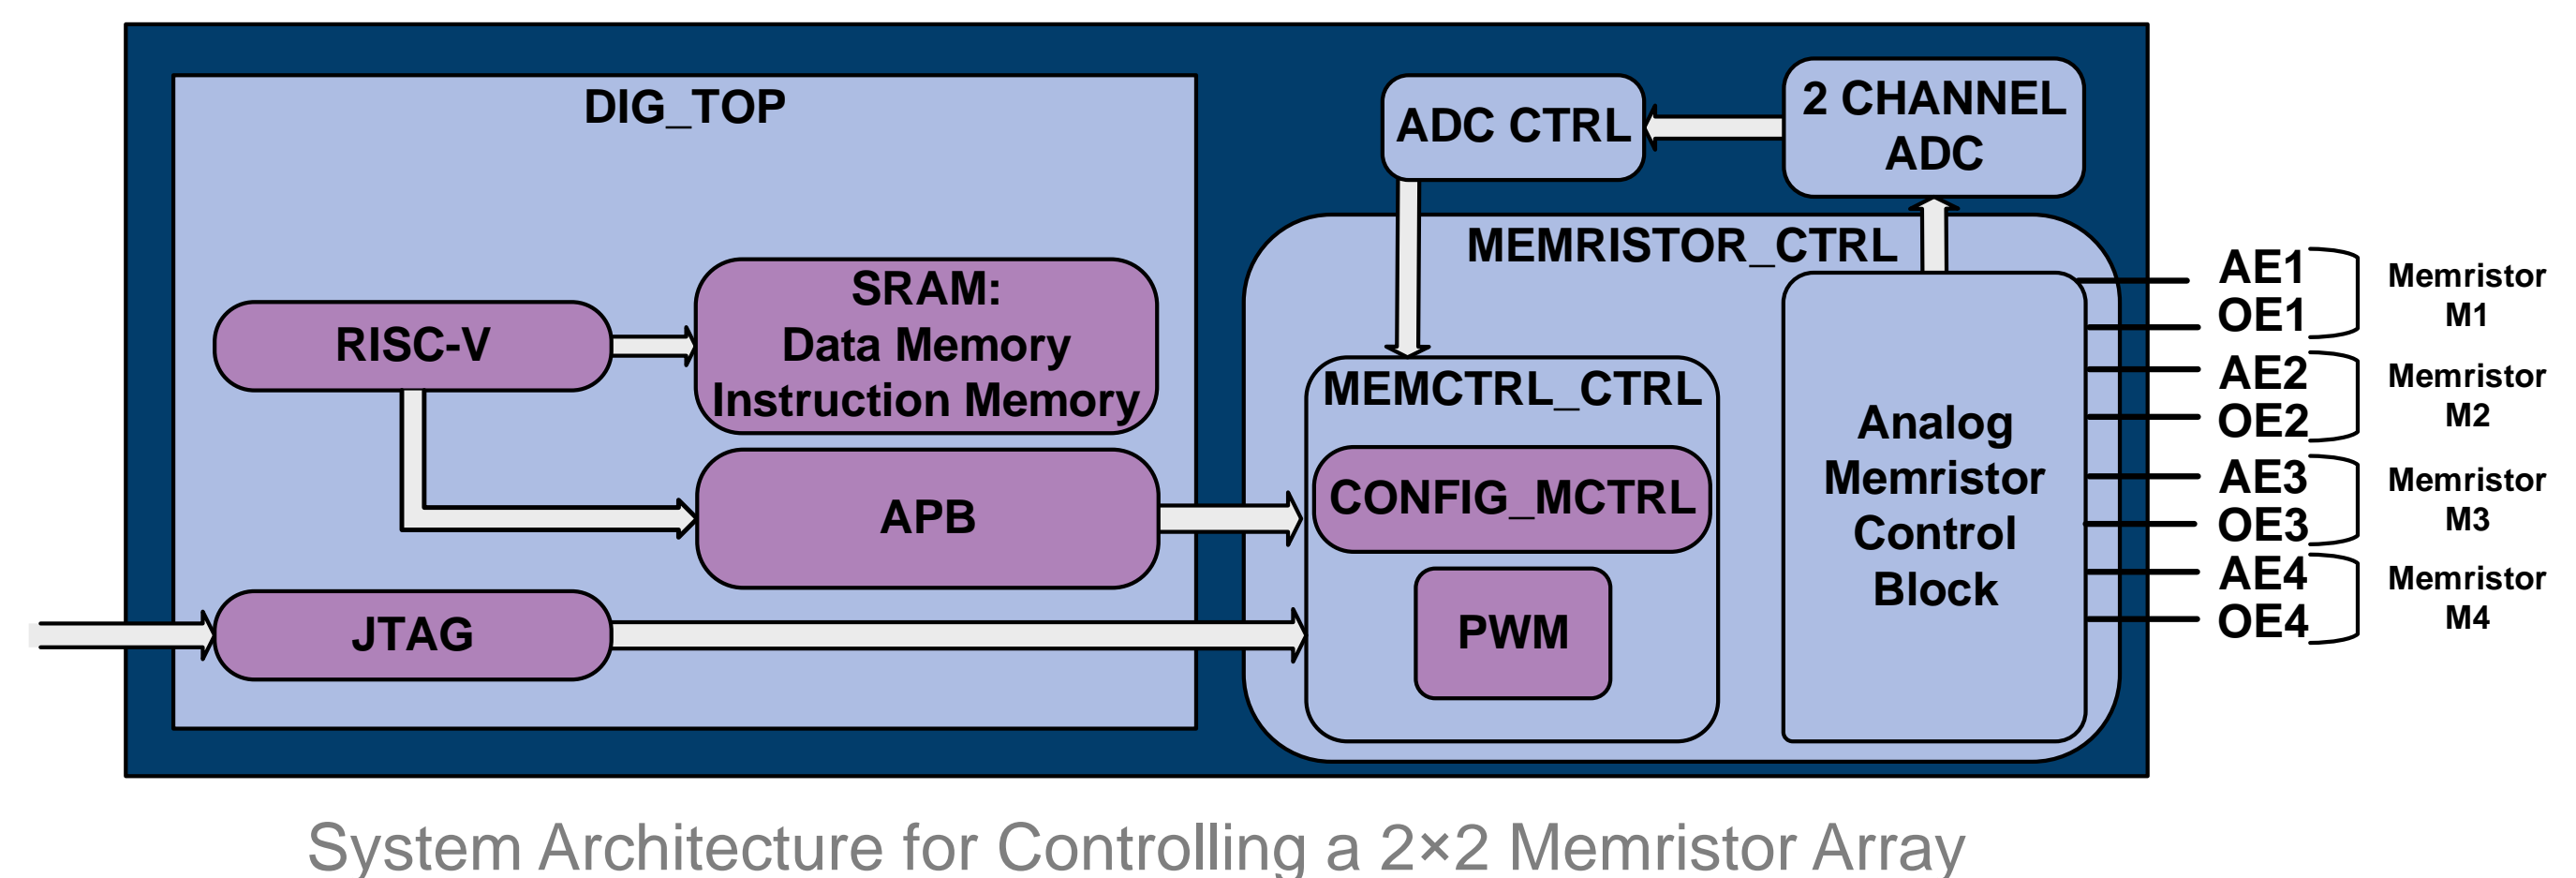 DIG_TOP
RISC-V
SRAM:
Data Memory
Instruction Memory
APB
JTAG
ADC CTRL
2 CHANNEL
ADC
MEMRISTOR_CTRL
MEMCTRL_CTRL
CONFIG_MCTRL
PWM
Analog
Memristor
Control
Block
AE1
OE1
Memristor
M1
AE2
OE2
Memristor
M2
AE3
OE3
Memristor
M3
AE4
OE4
Memristor
M4
System Architecture for Controlling a 2×2 Memristor Array